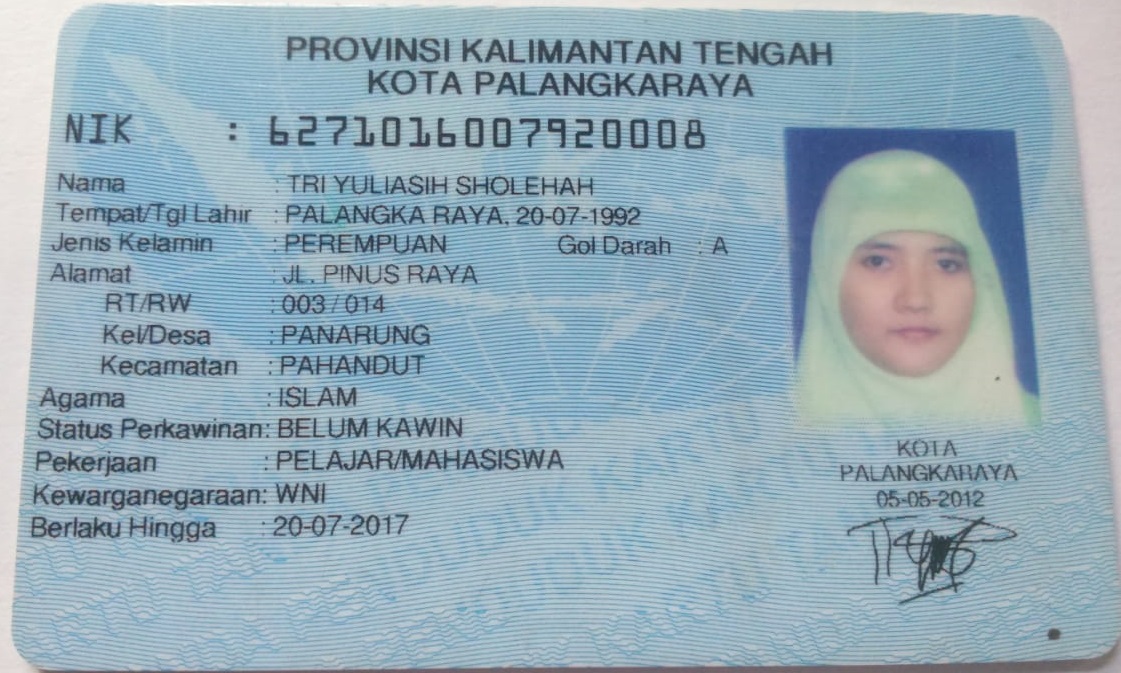 PROVINSI KALIMANTAN TENGAH
KOTA PALANGKARAYA
NIK : 6271016007920008
Nama : TRI YULIASIH SHOLEHAH
Tempat/Tgl Lahir : PALANGKA RAYA, 20-07-1992
Jenis Kelamin : PEREMPUAN Gol Darah : A
Alamat : JL. PINUS RAYA
RT/RW : 003 / 014
Kel/Desa : PANARUNG
Kecamatan : PAHANDUT
Agama : ISLAM
Status Perkawinan: BELUM KAWIN
Pekerjaan : PELAJAR/MAHASISWA
Kewarganegaraan: WNI
Berlaku Hingga : 20-07-2017
KOTA
PALANGKARAYA
05-05-2012